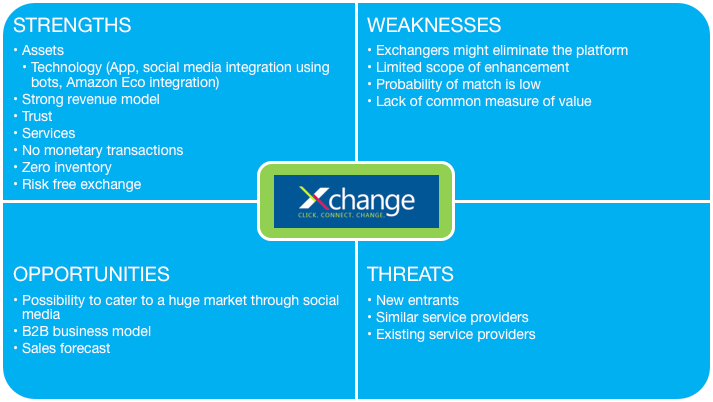 STRENGTHS
• Assets
• Technology (App, social media integration using
bots, Amazon Eco integration)
• Strong revenue model
• Trust
• Services
• No monetary transactions
• Zero inventory
• Risk free exchange
WEAKNESSES
• Exchangers might eliminate the platform
• Limited scope of enhancement
• Probability of match is low
• Lack of common measure of value
Xchange
CLICK. CONNECT. CHANGE.
OPPORTUNITIES
• Possibility to cater to a huge market through social
media
• B2B business model
• Sales forecast
THREATS
• New entrants
• Similar service providers
• Existing service providers